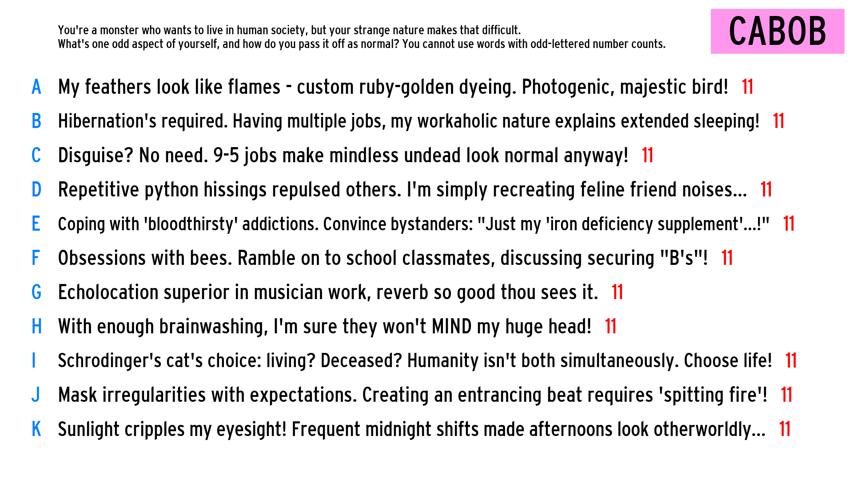 You're a monster who wants to live in human society, but your strange nature makes that difficult.
What's one odd aspect of yourself, and how do you pass it off as normal? You cannot use words with odd-lettered number counts.
CABOB
A My feathers look like flames - custom ruby-golden dyeing. Photogenic, majestic bird! 11
B Hibernation's required. Having multiple jobs, my workaholic nature explains extended sleeping! 11
C Disguise? No need. 9-5 jobs make mindless undead look normal anyway! 11
D Repetitive python hissings repulsed others. I'm simply recreating feline friend noises... 11
E Coping with 'bloodthirsty' addictions. Convince bystanders: "Just my 'iron deficiency supplement'...!" 11
F Obsessions with bees. Ramble on to school classmates, discussing securing "B's"! 11
G Echolocation superior in musician work, reverb so good thou sees it. 11
H With enough brainwashing, I'm sure they won't MIND my huge head! 11
I Schrodinger's cat's choice: living? Deceased? Humanity isn't both simultaneously. Choose life! 11
J Mask irregularities with expectations. Creating an entrancing beat requires 'spitting fire'! 11
K Sunlight cripples my eyesight! Frequent midnight shifts made afternoons look otherworldly... 11